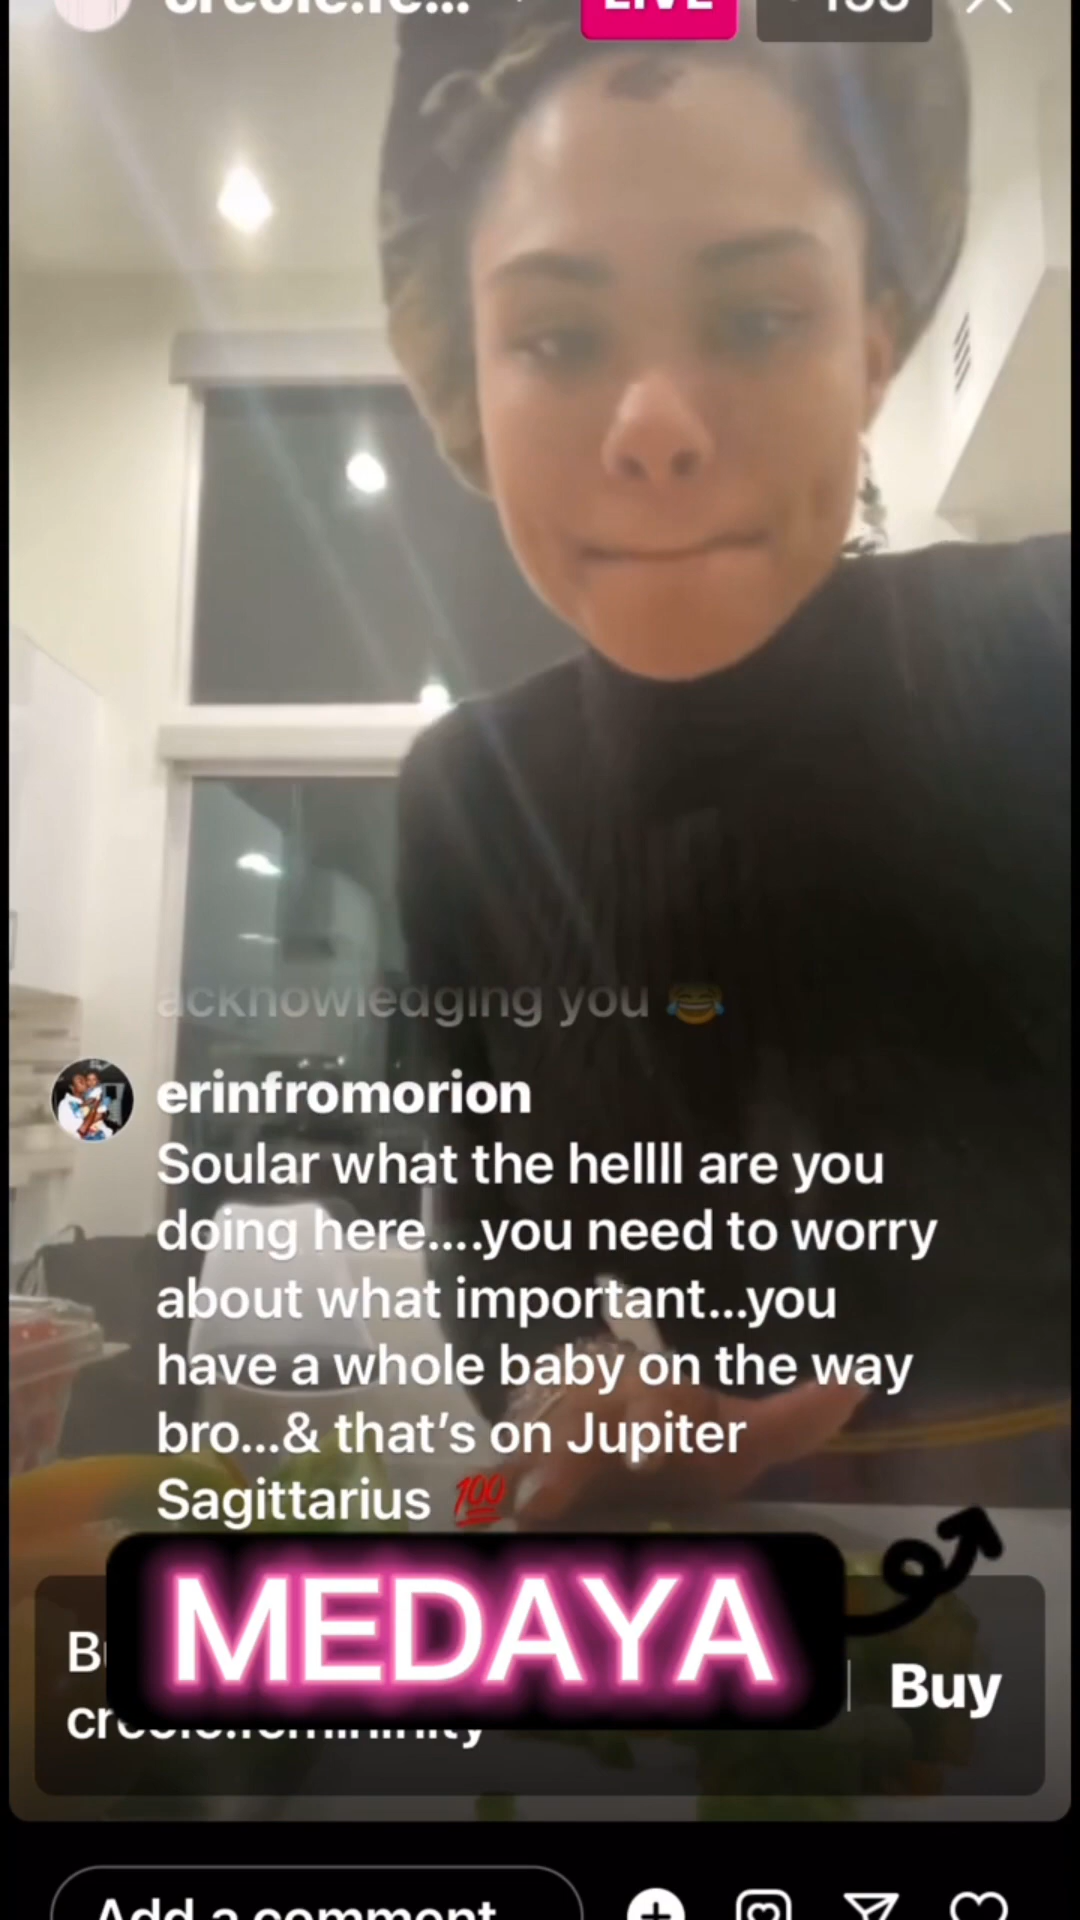 LIVE
acknowledging you 😂
erinfromorion
Soular what the hellll are you
doing here....you need to worry
about what important...you
have a whole baby on the way
bro...& that's on Jupiter
Sagittarius 💯
MEDAYA
Buy
Add a comment